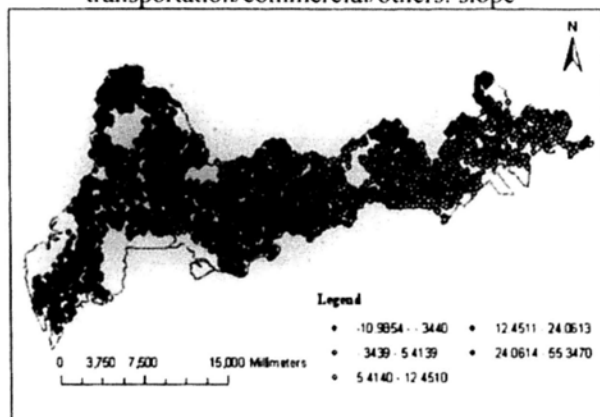 transportation/commercial/others: slope
N
Legend
-10.9854 - -.3440
-.3439 - 5.4139
5.4140 - 12.4510
12.4511 - 24.0613
24.0614 - 55.3470
0 3,750 7,500 15,000 Millimeters